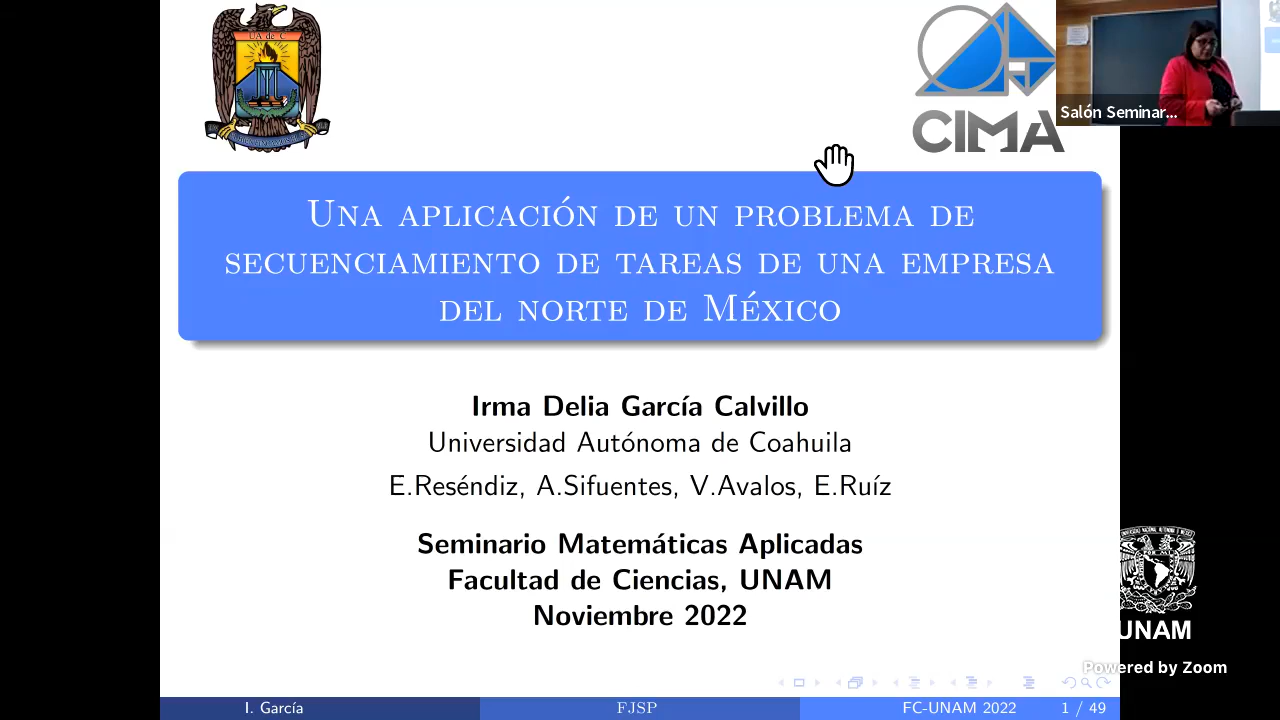 UA de C
CIMA
Salón Seminar...
Una aplicación de un problema de
secuenciamiento de tareas de una empresa
del norte de México
Irma Delia García Calvillo
Universidad Autónoma de Coahuila
E.Reséndiz, A.Sifuentes, V.Avalos, E.Ruíz
Seminario Matemáticas Aplicadas
Facultad de Ciencias, UNAM
Noviembre 2022
UNAM
Powered by Zoom
I. García
FJSP
FC-UNAM 2022
1 / 49